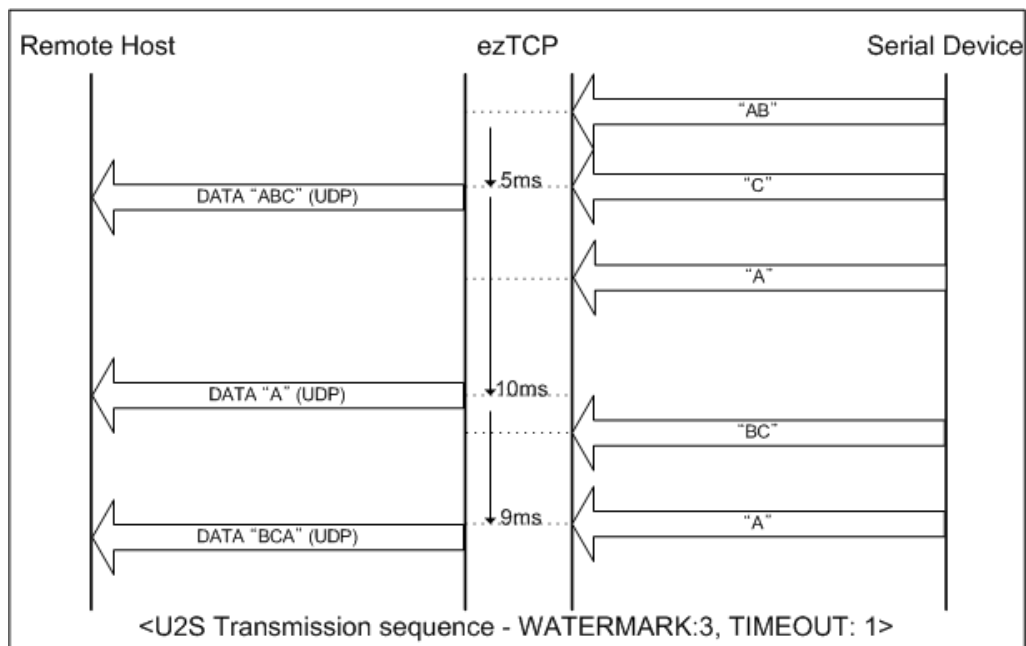 Remote Host ezTCP Serial Device
“AB”
5ms
“C”
DATA “ABC” (UDP)
“A”
10ms
DATA “A” (UDP)
“BC”
9ms
“A”
DATA “BCA” (UDP)
<U2S Transmission sequence - WATERMARK:3, TIMEOUT: 1>